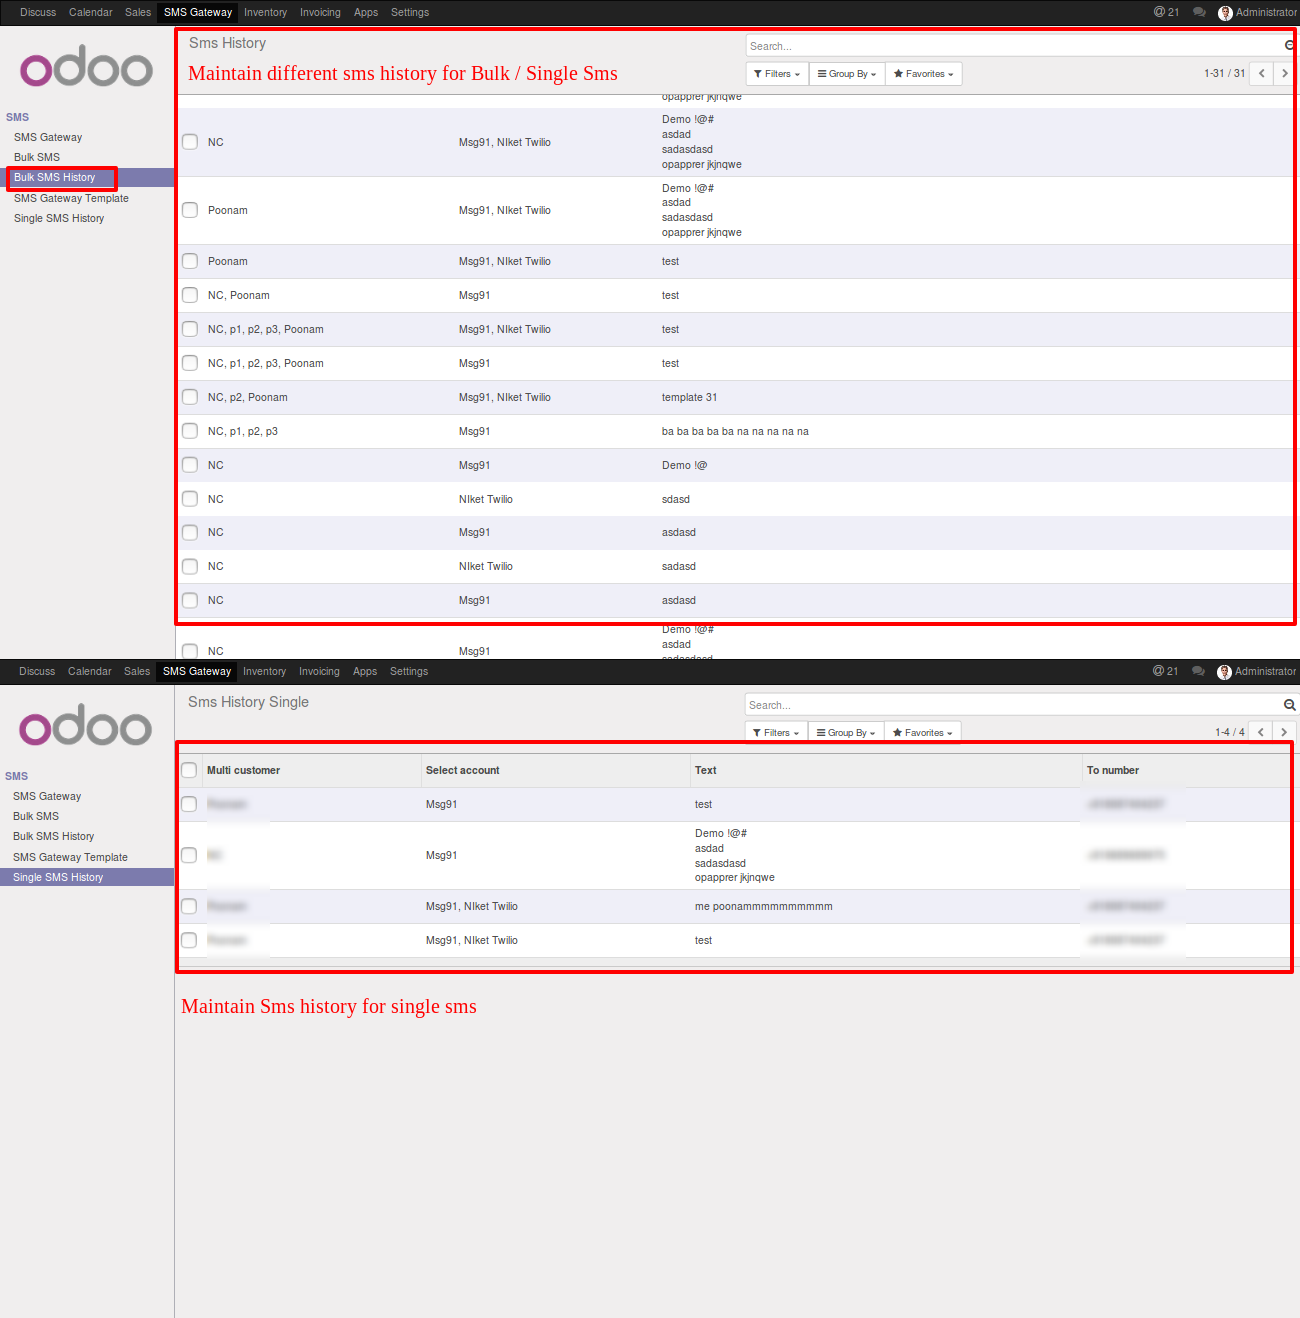 Discuss Calendar Sales SMS Gateway Inventory Invoicing Apps Settings @ 21 Administrator
odoo
SMS
SMS Gateway
Bulk SMS
Bulk SMS History
SMS Gateway Template
Single SMS History
Sms History
Search...
Maintain different sms history for Bulk / Single Sms
Filters Group By Favorites 1-31 / 31
opapprer jkjnqwe
NC Msg91, NIket Twilio Demo !@#
asdad
sadasdasd
opapprer jkjnqwe
Poonam Msg91, NIket Twilio Demo !@#
asdad
sadasdasd
opapprer jkjnqwe
Poonam Msg91, NIket Twilio test
NC, Poonam Msg91 test
NC, p1, p2, p3, Poonam Msg91, NIket Twilio test
NC, p1, p2, p3, Poonam Msg91 test
NC, p2, Poonam Msg91, NIket Twilio template 31
NC, p1, p2, p3 Msg91 ba ba ba ba ba na na na na na
NC Msg91 Demo !@
NC NIket Twilio sdasd
NC Msg91 asdasd
NC NIket Twilio sadasd
NC Msg91 asdasd
NC Msg91 Demo !@#
asdad
sadasdasd
Discuss Calendar Sales SMS Gateway Inventory Invoicing Apps Settings @ 21 Administrator
odoo
SMS
SMS Gateway
Bulk SMS
Bulk SMS History
SMS Gateway Template
Single SMS History
Sms History Single
Search...
Filters Group By Favorites 1-4 / 4
Multi customer Select account Text To number
Msg91 test
Msg91 Demo !@#
asdad
sadasdasd
opapprer jkjnqwe
Msg91, NIket Twilio me poonammmmmmmmmm
Msg91, NIket Twilio test
Maintain Sms history for single sms